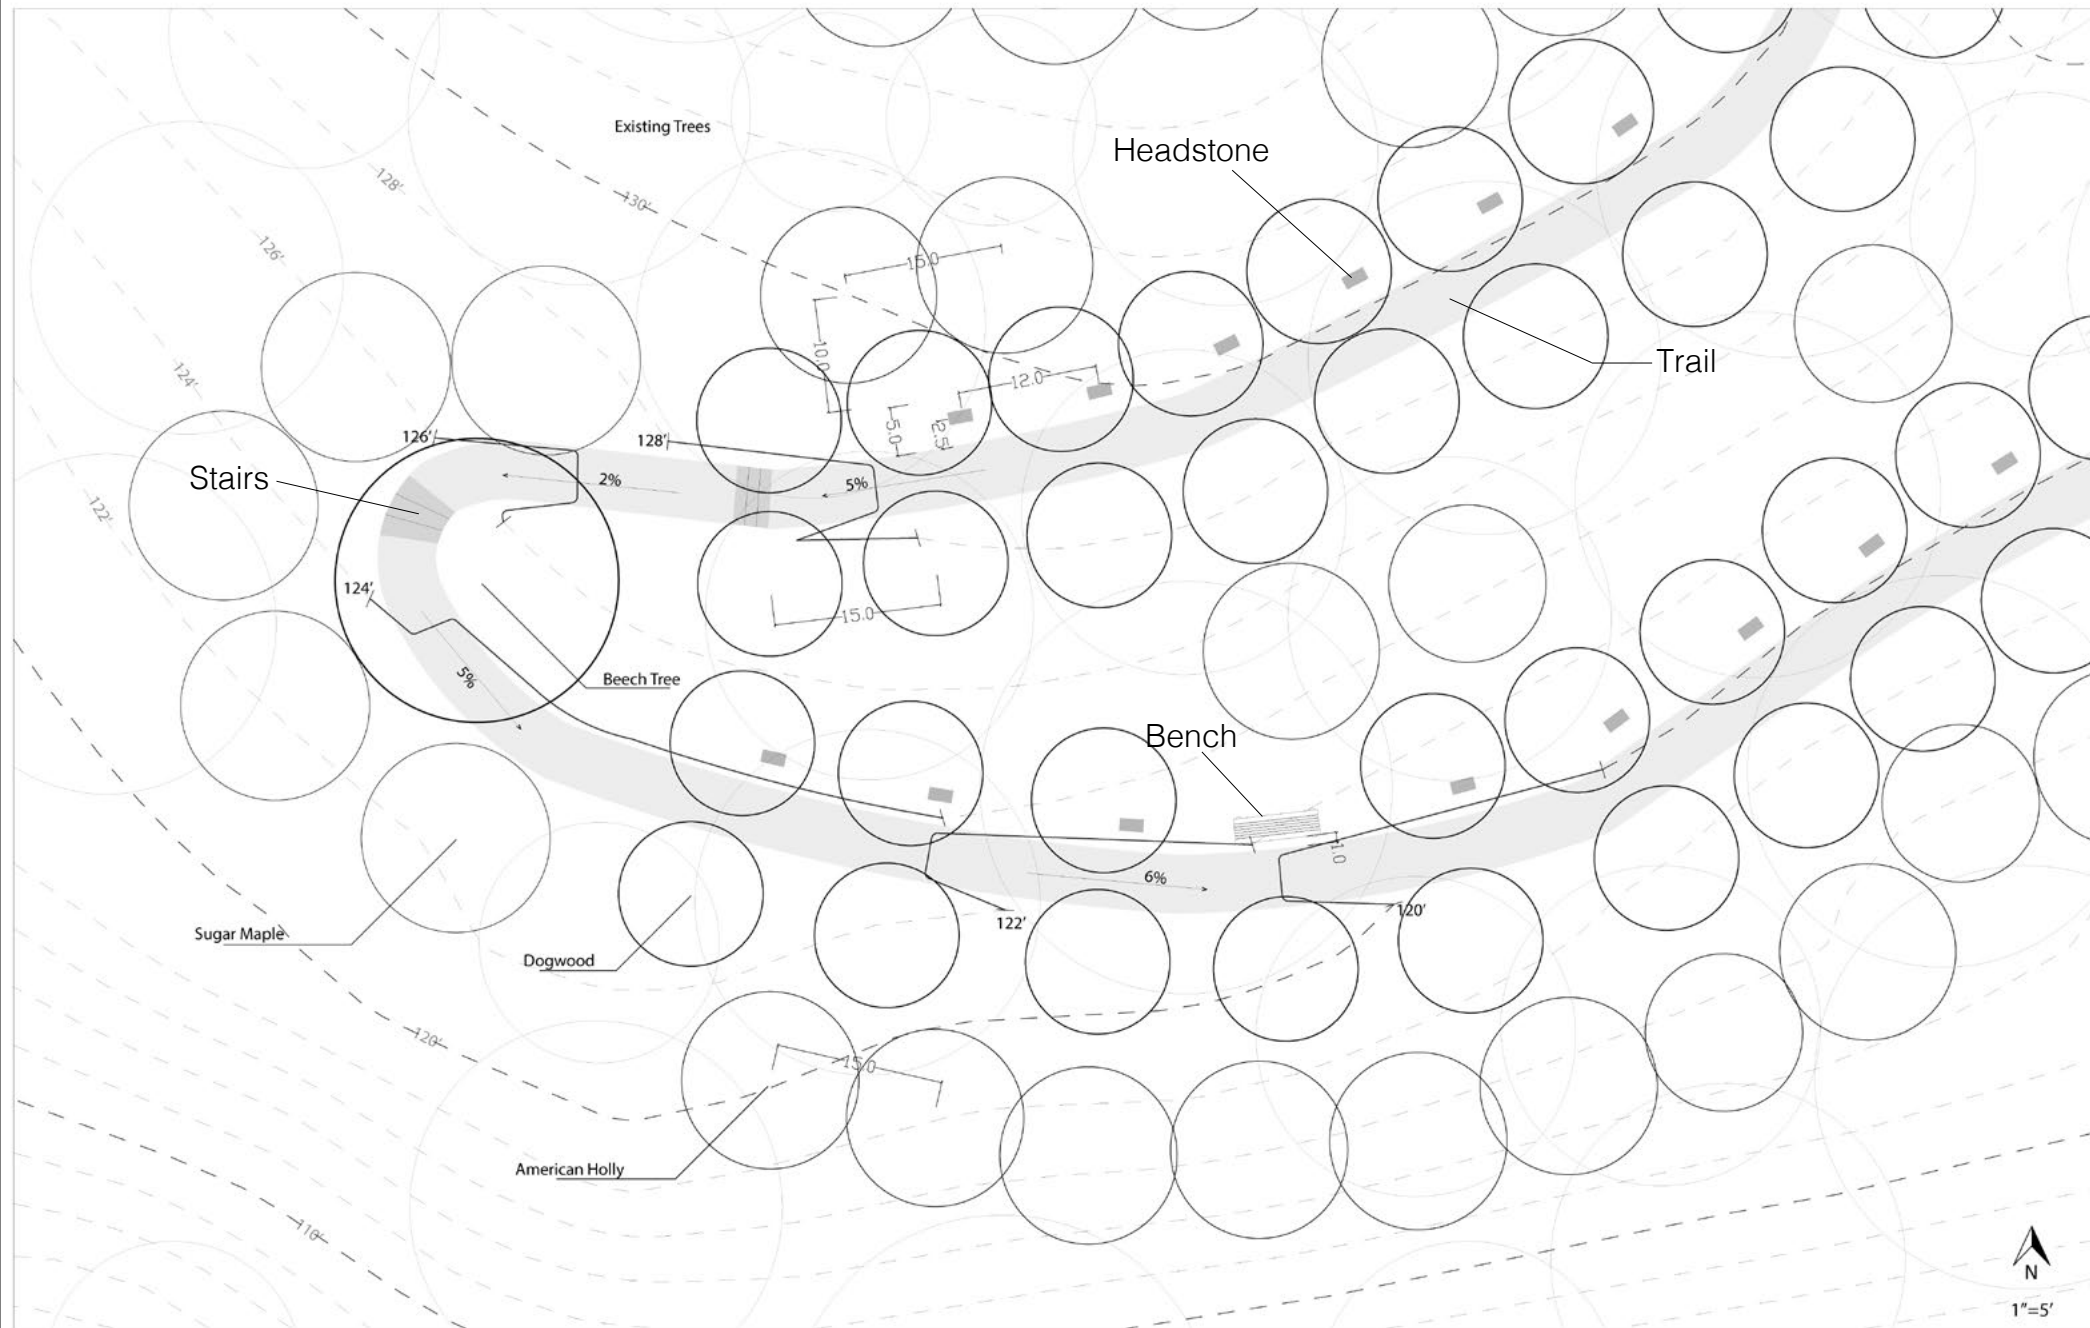 Existing Trees
Headstone
128'
130'
126'
15.0
10.0
124'
12.0
Trail
126'
128'
5.0
2.5
Stairs
2%
5%
122'
124'
15.0
5%
Beech Tree
Bench
1.0
6%
122'
120'
Sugar Maple
Dogwood
120'
15.0
American Holly
110'
N
1"=5'